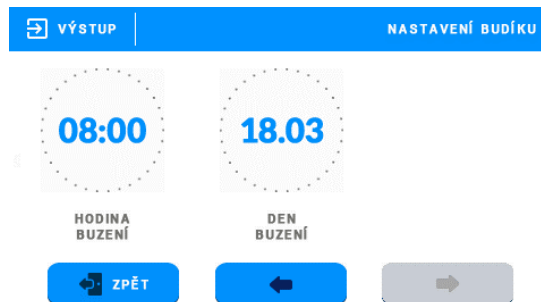 VÝSTUP
NASTAVENÍ BUDÍKU
08:00
18.03
HODINA
BUZENÍ
DEN
BUZENÍ
ZPĚT